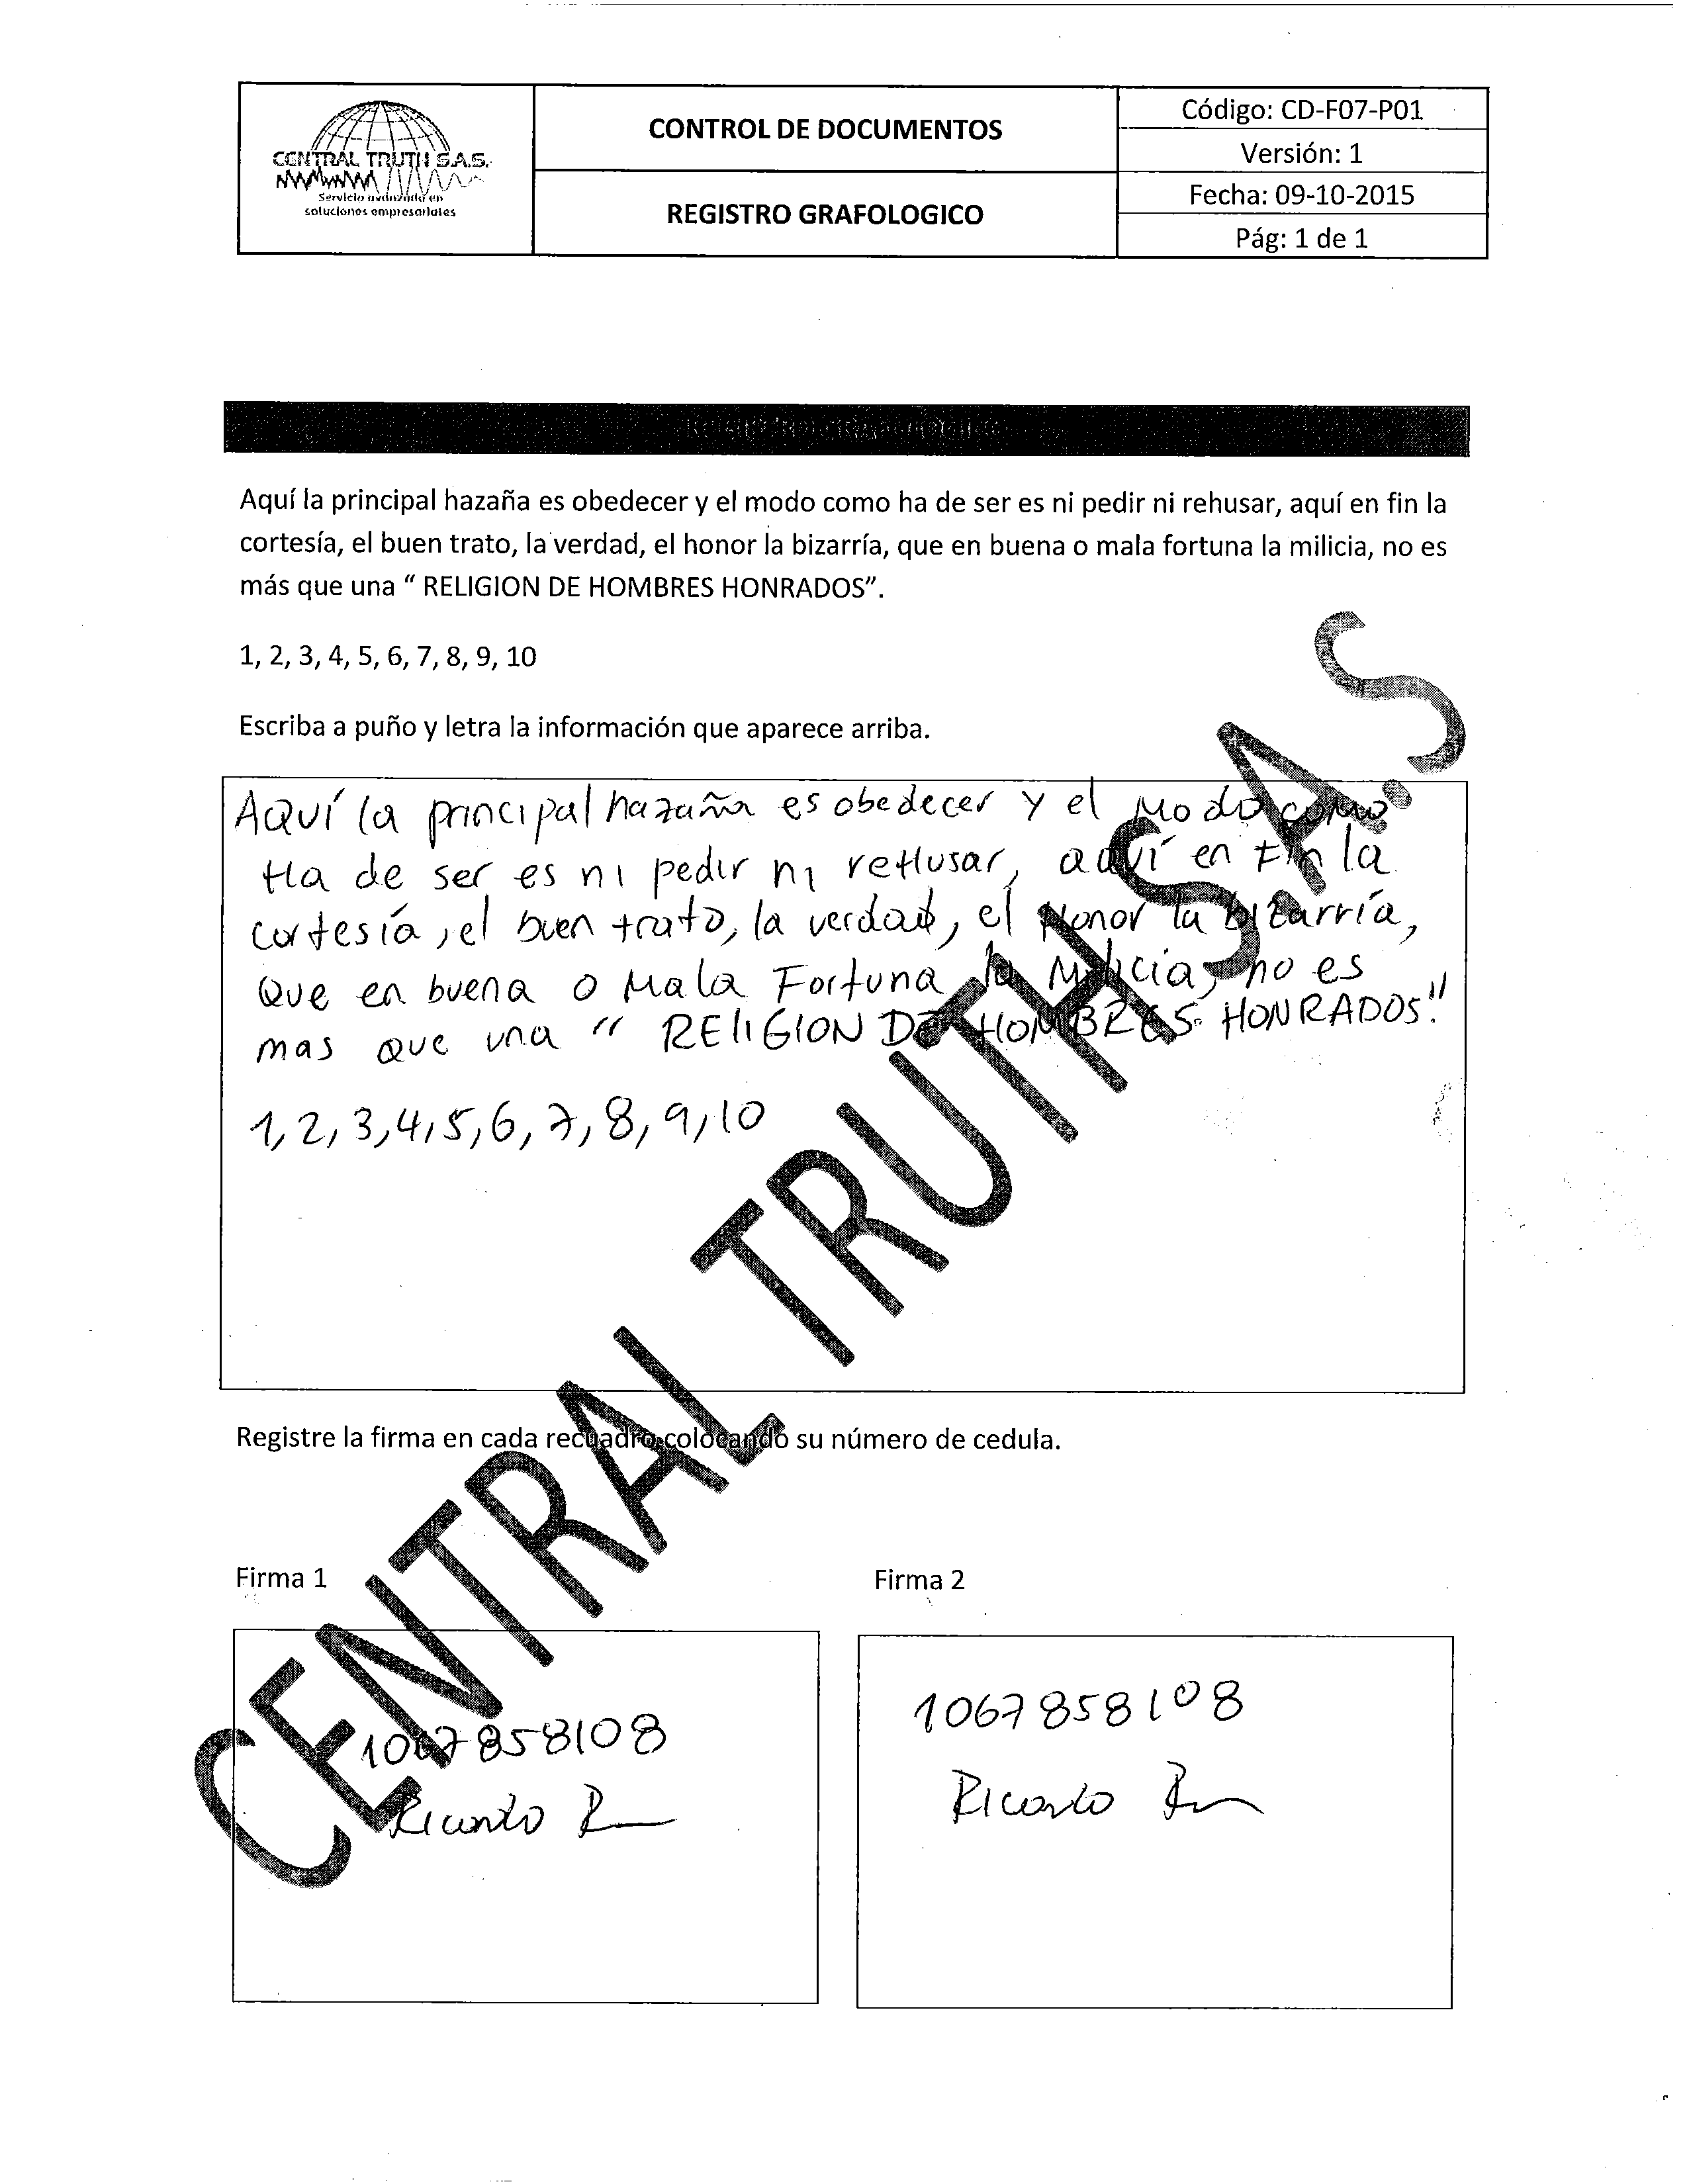 CENTRAL TRUTH S.A.S.
Servicio avanzado en
soluciones empresariales
CONTROL DE DOCUMENTOS
REGISTRO GRAFOLOGICO
Código: CD-F07-P01
Versión: 1
Fecha: 09-10-2015
Pág: 1 de 1
Aquí la principal hazaña es obedecer y el modo como ha de ser es ni pedir ni rehusar, aquí en fin la
cortesía, el buen trato, la verdad, el honor la bizarría, que en buena o mala fortuna la milicia, no es
más que una “ RELIGION DE HOMBRES HONRADOS”.
1, 2, 3, 4, 5, 6, 7, 8, 9, 10
Escriba a puño y letra la información que aparece arriba.
AQUÍ la principal hazaña es obedecer y el Modo como
Ha de ser es ni pedir ni reHusar, aquí en Fin la
cortesía, el buen trato, la verdad, el Honor la bizarría,
Que en buena o Mala Fortuna la Milicia, no es
mas que una “ RElIGION DE HOMBRES HONRADOS."
1, 2, 3, 4, 5, 6, 7, 8, 9, 10
CENTRAL TRUTH S.A.S
Registre la firma en cada recuadro colocando su número de cedula.
Firma 1
Firma 2
1067858108
Ricardo
1067858108
Ricardo